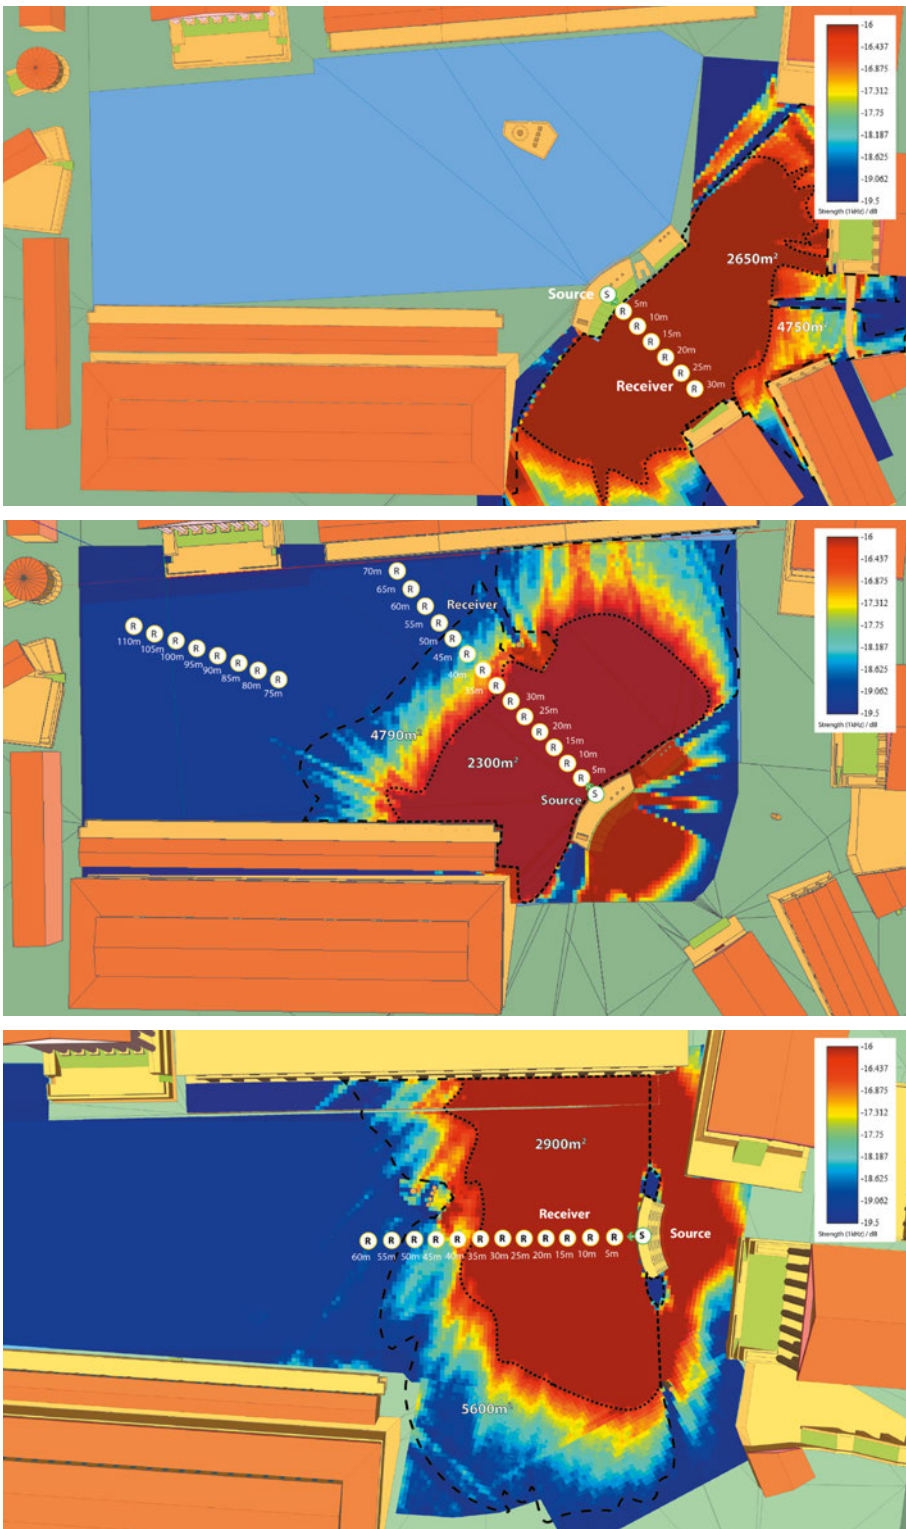 -16
-16.437
-16.875
-17.312
-17.75
-18.187
-18.625
-19.062
-19.5
Strength (1kHz) / dB
2650m²
Source
S
R 5m
R 10m
R 15m
4750m²
R 20m
R 25m
Receiver
R 30m
-16
-16.437
-16.875
-17.312
-17.75
-18.187
-18.625
-19.062
-19.5
Strength (1kHz) / dB
70m R
65m R
60m R
Receiver
55m R
50m R
45m R
40m R
35m R
R R R R R R R
110m 105m 100m 95m 90m 85m 80m 75m
R 30m
R 25m
R 20m
4790m²
R 15m
2300m²
R 10m
R 5m
Source S
-16
-16.437
-16.875
-17.312
-17.75
-18.187
-18.625
-19.062
-19.5
Strength (1kHz) / dB
2900m²
Receiver
Source
R R R R R R R R R R R R S
60m 55m 50m 45m 40m 35m 30m 25m 20m 15m 10m 5m
5600m²